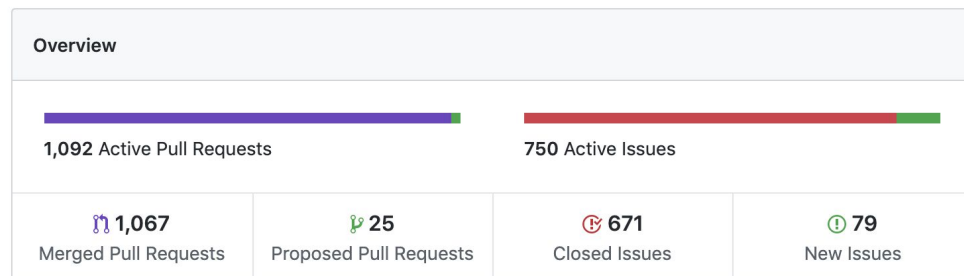 Overview
1,092 Active Pull Requests
750 Active Issues
1,067
Merged Pull Requests
25
Proposed Pull Requests
671
Closed Issues
79
New Issues